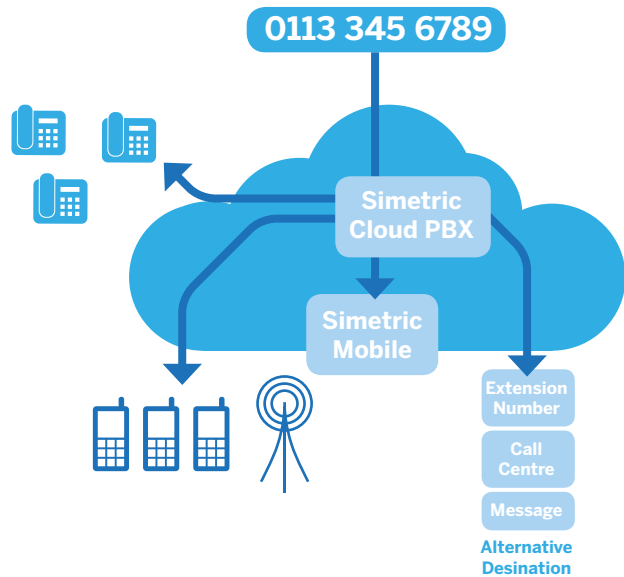 0113 345 6789
Simetric
Cloud PBX
Simetric
Mobile
Extension
Number
Call
Centre
Message
Alternative
Desination